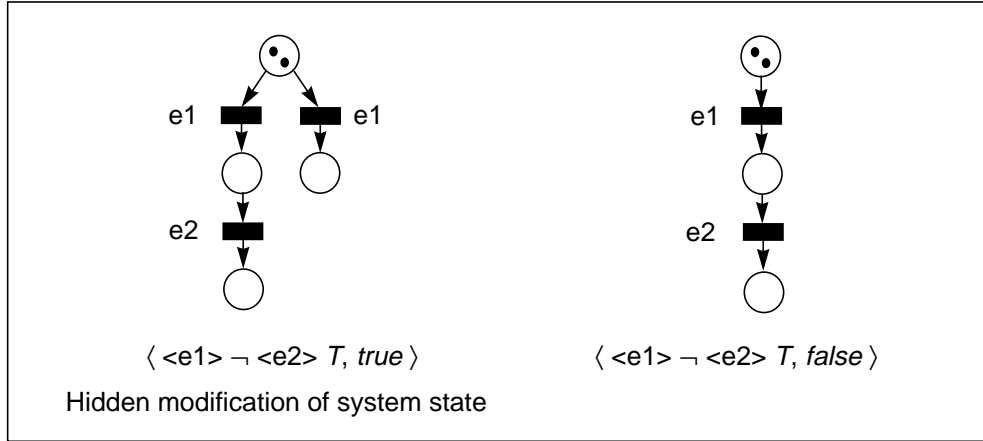 e1 e1 e1
e2 e2
⟨ <e1> ¬ <e2> T, true ⟩ ⟨ <e1> ¬ <e2> T, false ⟩
Hidden modification of system state